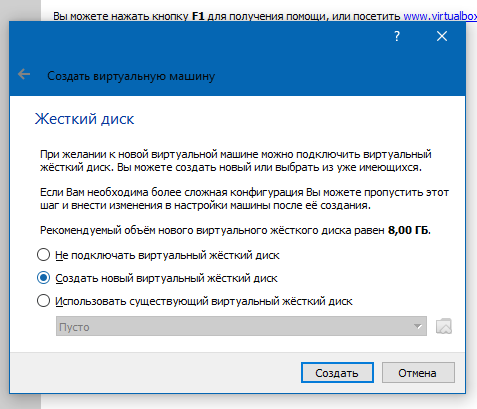 Вы можете нажать кнопку F1 для получения помощи, или посетить www.virtualbox
?
Создать виртуальную машину
Жесткий диск
При желании к новой виртуальной машине можно подключить виртуальный
жёсткий диск. Вы можете создать новый или выбрать из уже имеющихся.
Если Вам необходима более сложная конфигурация Вы можете пропустить этот
шаг и внести изменения в настройки машины после её создания.
Рекомендуемый объём нового виртуального жёсткого диска равен 8,00 ГБ.
Не подключать виртуальный жёсткий диск
Создать новый виртуальный жёсткий диск
Использовать существующий виртуальный жёсткий диск
Пусто
Создать Отмена